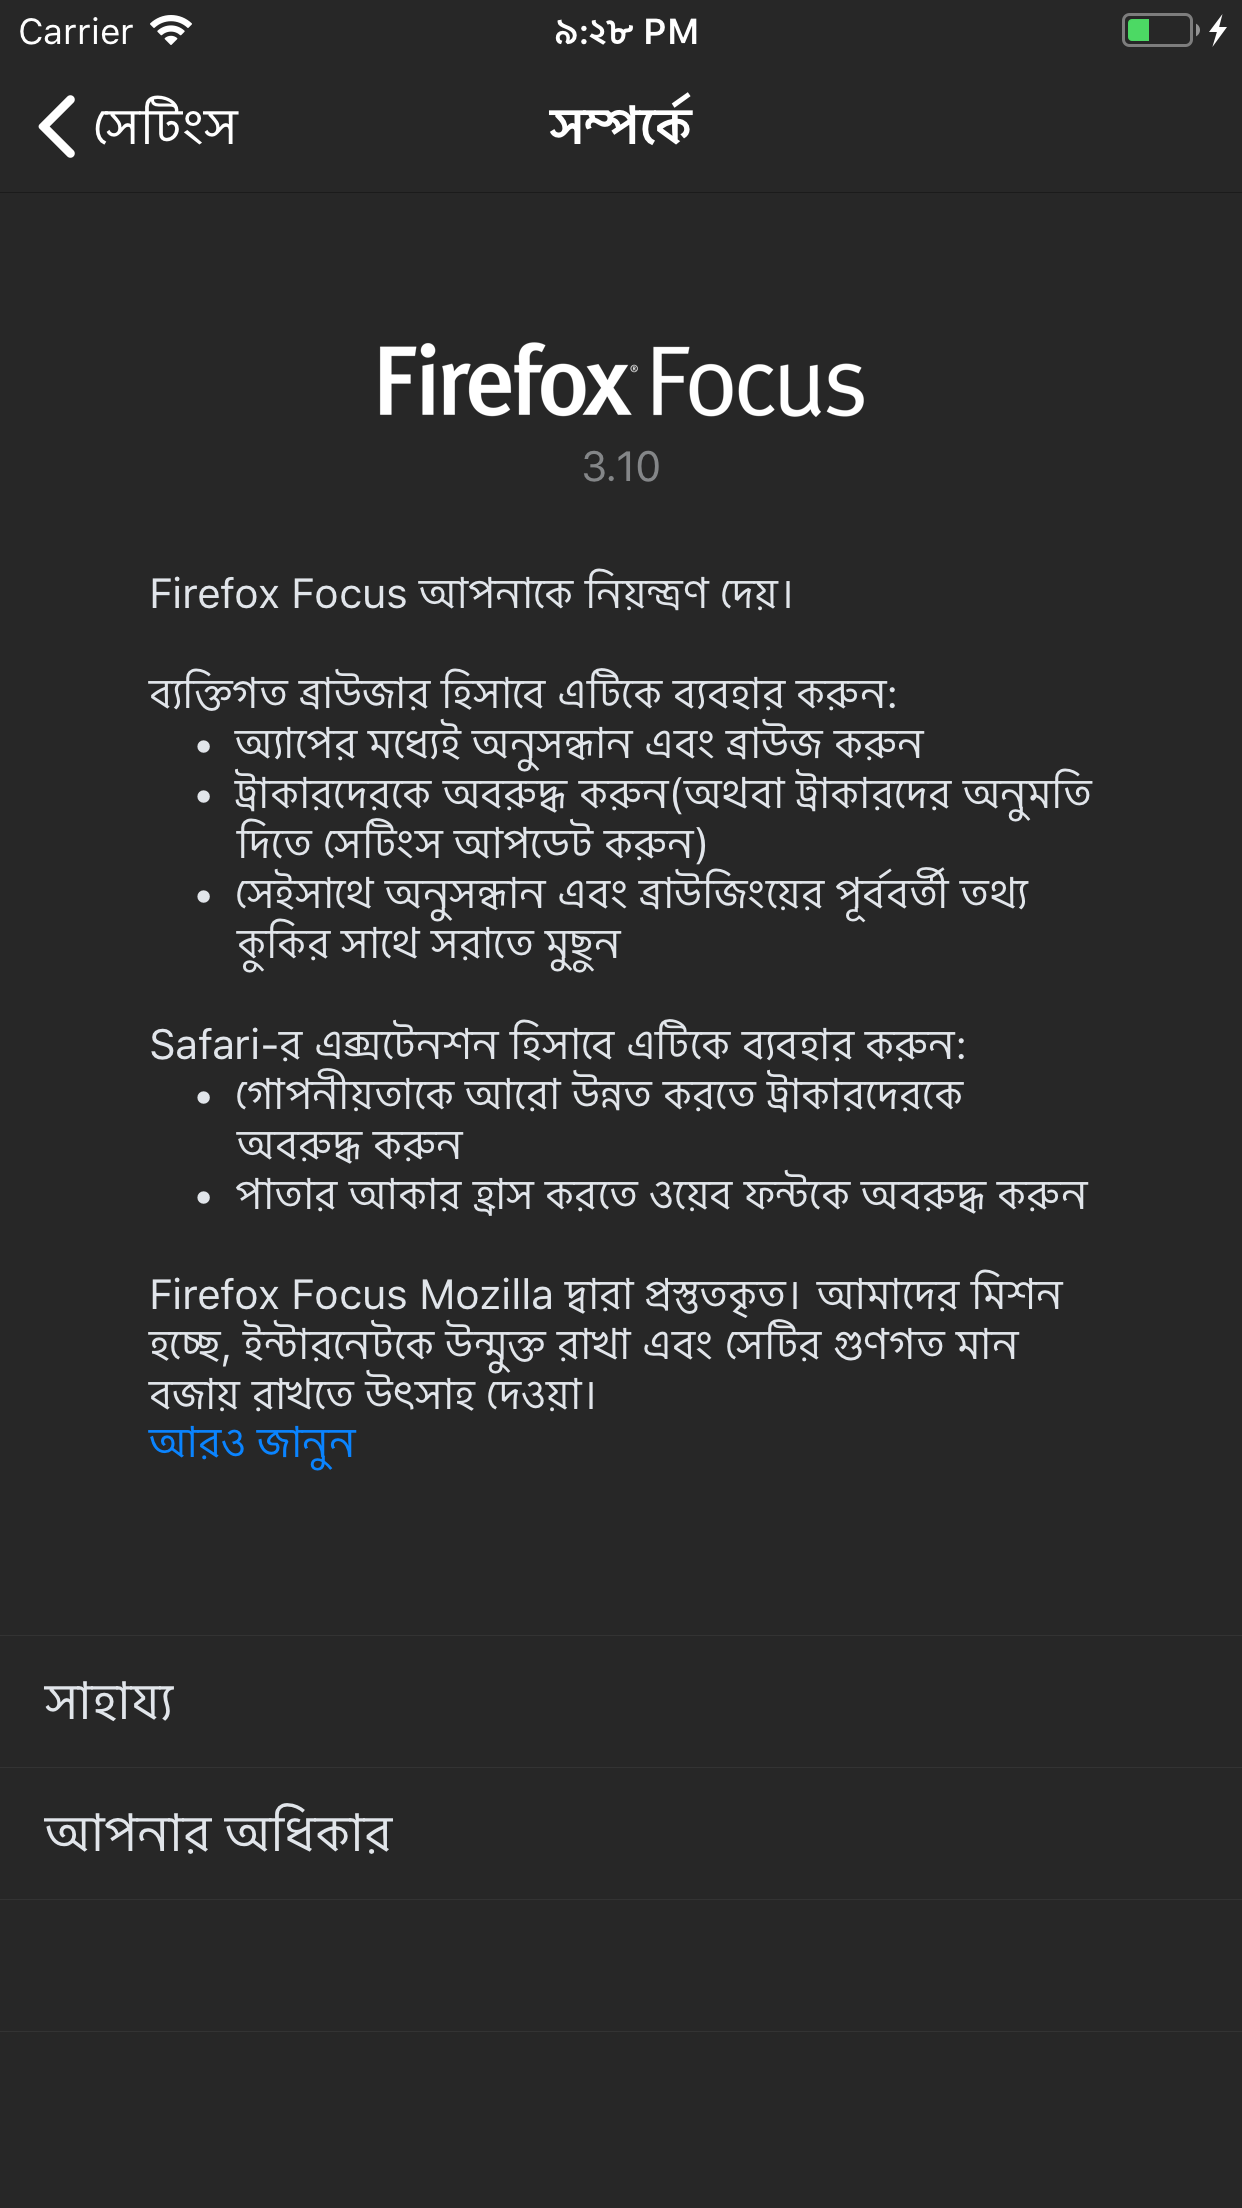 Carrier ৯:২৮ PM
সেটিংস সম্পর্কে
Firefox® Focus
3.10
Firefox Focus আপনাকে নিয়ন্ত্রণ দেয়।
ব্যক্তিগত ব্রাউজার হিসাবে এটিকে ব্যবহার করুন:
• অ্যাপের মধ্যেই অনুসন্ধান এবং ব্রাউজ করুন
• ট্রাকারদেরকে অবরুদ্ধ করুন(অথবা ট্রাকারদের অনুমতি
দিতে সেটিংস আপডেট করুন)
• সেইসাথে অনুসন্ধান এবং ব্রাউজিংয়ের পূর্ববর্তী তথ্য
কুকির সাথে সরাতে মুছুন
Safari-র এক্সটেনশন হিসাবে এটিকে ব্যবহার করুন:
• গোপনীয়তাকে আরো উন্নত করতে ট্রাকারদেরকে
অবরুদ্ধ করুন
• পাতার আকার হ্রাস করতে ওয়েব ফন্টকে অবরুদ্ধ করুন
Firefox Focus Mozilla দ্বারা প্রস্তুতকৃত। আমাদের মিশন
হচ্ছে, ইন্টারনেটকে উন্মুক্ত রাখা এবং সেটির গুণগত মান
বজায় রাখতে উৎসাহ দেওয়া।
আরও জানুন
সাহায্য
আপনার অধিকার